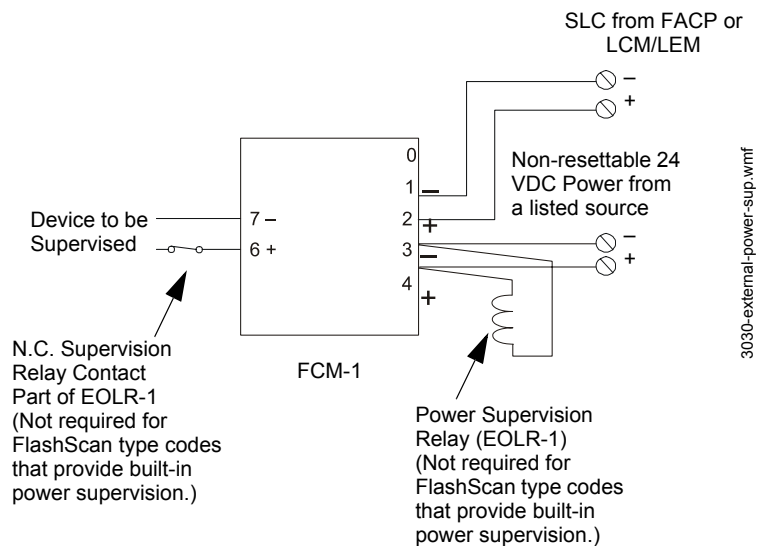 SLC from FACP or
LCM/LEM
–
+
0
1 –
2 +
3 –
4 +
Non-resettable 24
VDC Power from
a listed source
–
+
Device to be
Supervised
7 –
6 +
FCM-1
N.C. Supervision
Relay Contact
Part of EOLR-1
(Not required for
FlashScan type codes
that provide built-in
power supervision.)
Power Supervision
Relay (EOLR-1)
(Not required for
FlashScan type codes
that provide built-in
power supervision.)
3030-external-power-sup.wmf